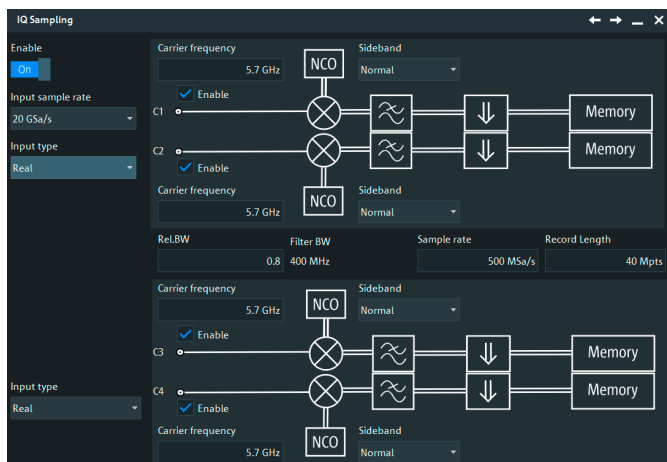 IQ Sampling
Enable
On
Input sample rate
20 GSa/s
Input type
Real
Carrier frequency
5.7 GHz
NCO
Sideband
Normal
Enable
C1
Memory
C2
Memory
Enable
Carrier frequency
5.7 GHz
NCO
Sideband
Normal
Rel.BW
0.8
Filter BW
400 MHz
Sample rate
500 MSa/s
Record Length
40 Mpts
Carrier frequency
5.7 GHz
NCO
Sideband
Normal
Enable
C3
Memory
Input type
Real
C4
Memory
Enable
Carrier frequency
5.7 GHz
NCO
Sideband
Normal